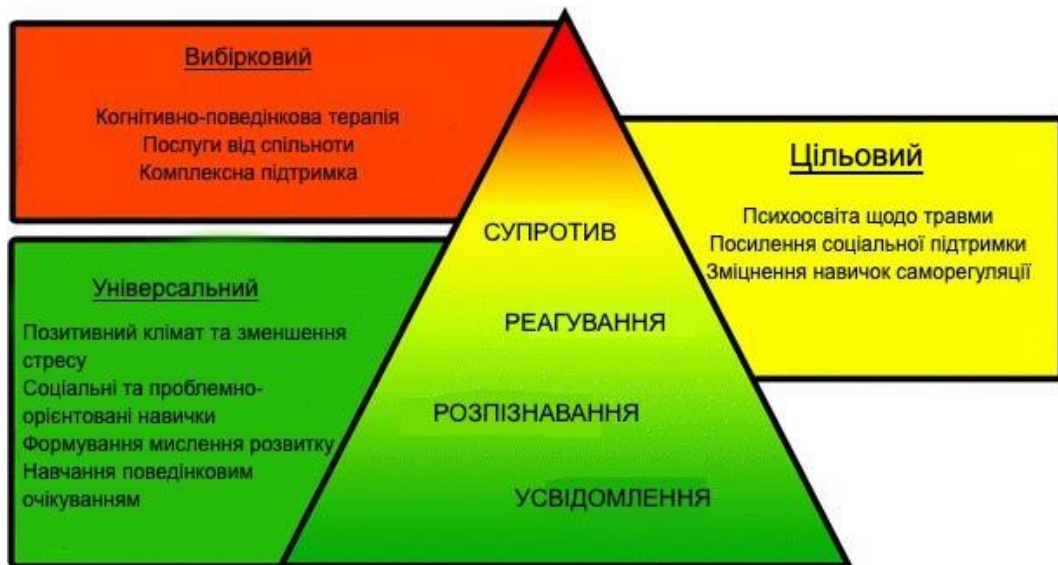 Вибірковий
Когнітивно-поведінкова терапія
Послуги від спільноти
Комплексна підтримка
Цільовий
Психоосвіта щодо травми
Посилення соціальної підтримки
Зміцнення навичок саморегуляції
Універсальний
Позитивний клімат та зменшення
стресу
Соціальні та проблемно-
орієнтовані навички
Формування мислення розвитку
Навчання поведінковим
очікуванням
СУПРОТИВ
РЕАГУВАННЯ
РОЗПІЗНАВАННЯ
УСВІДОМЛЕННЯ